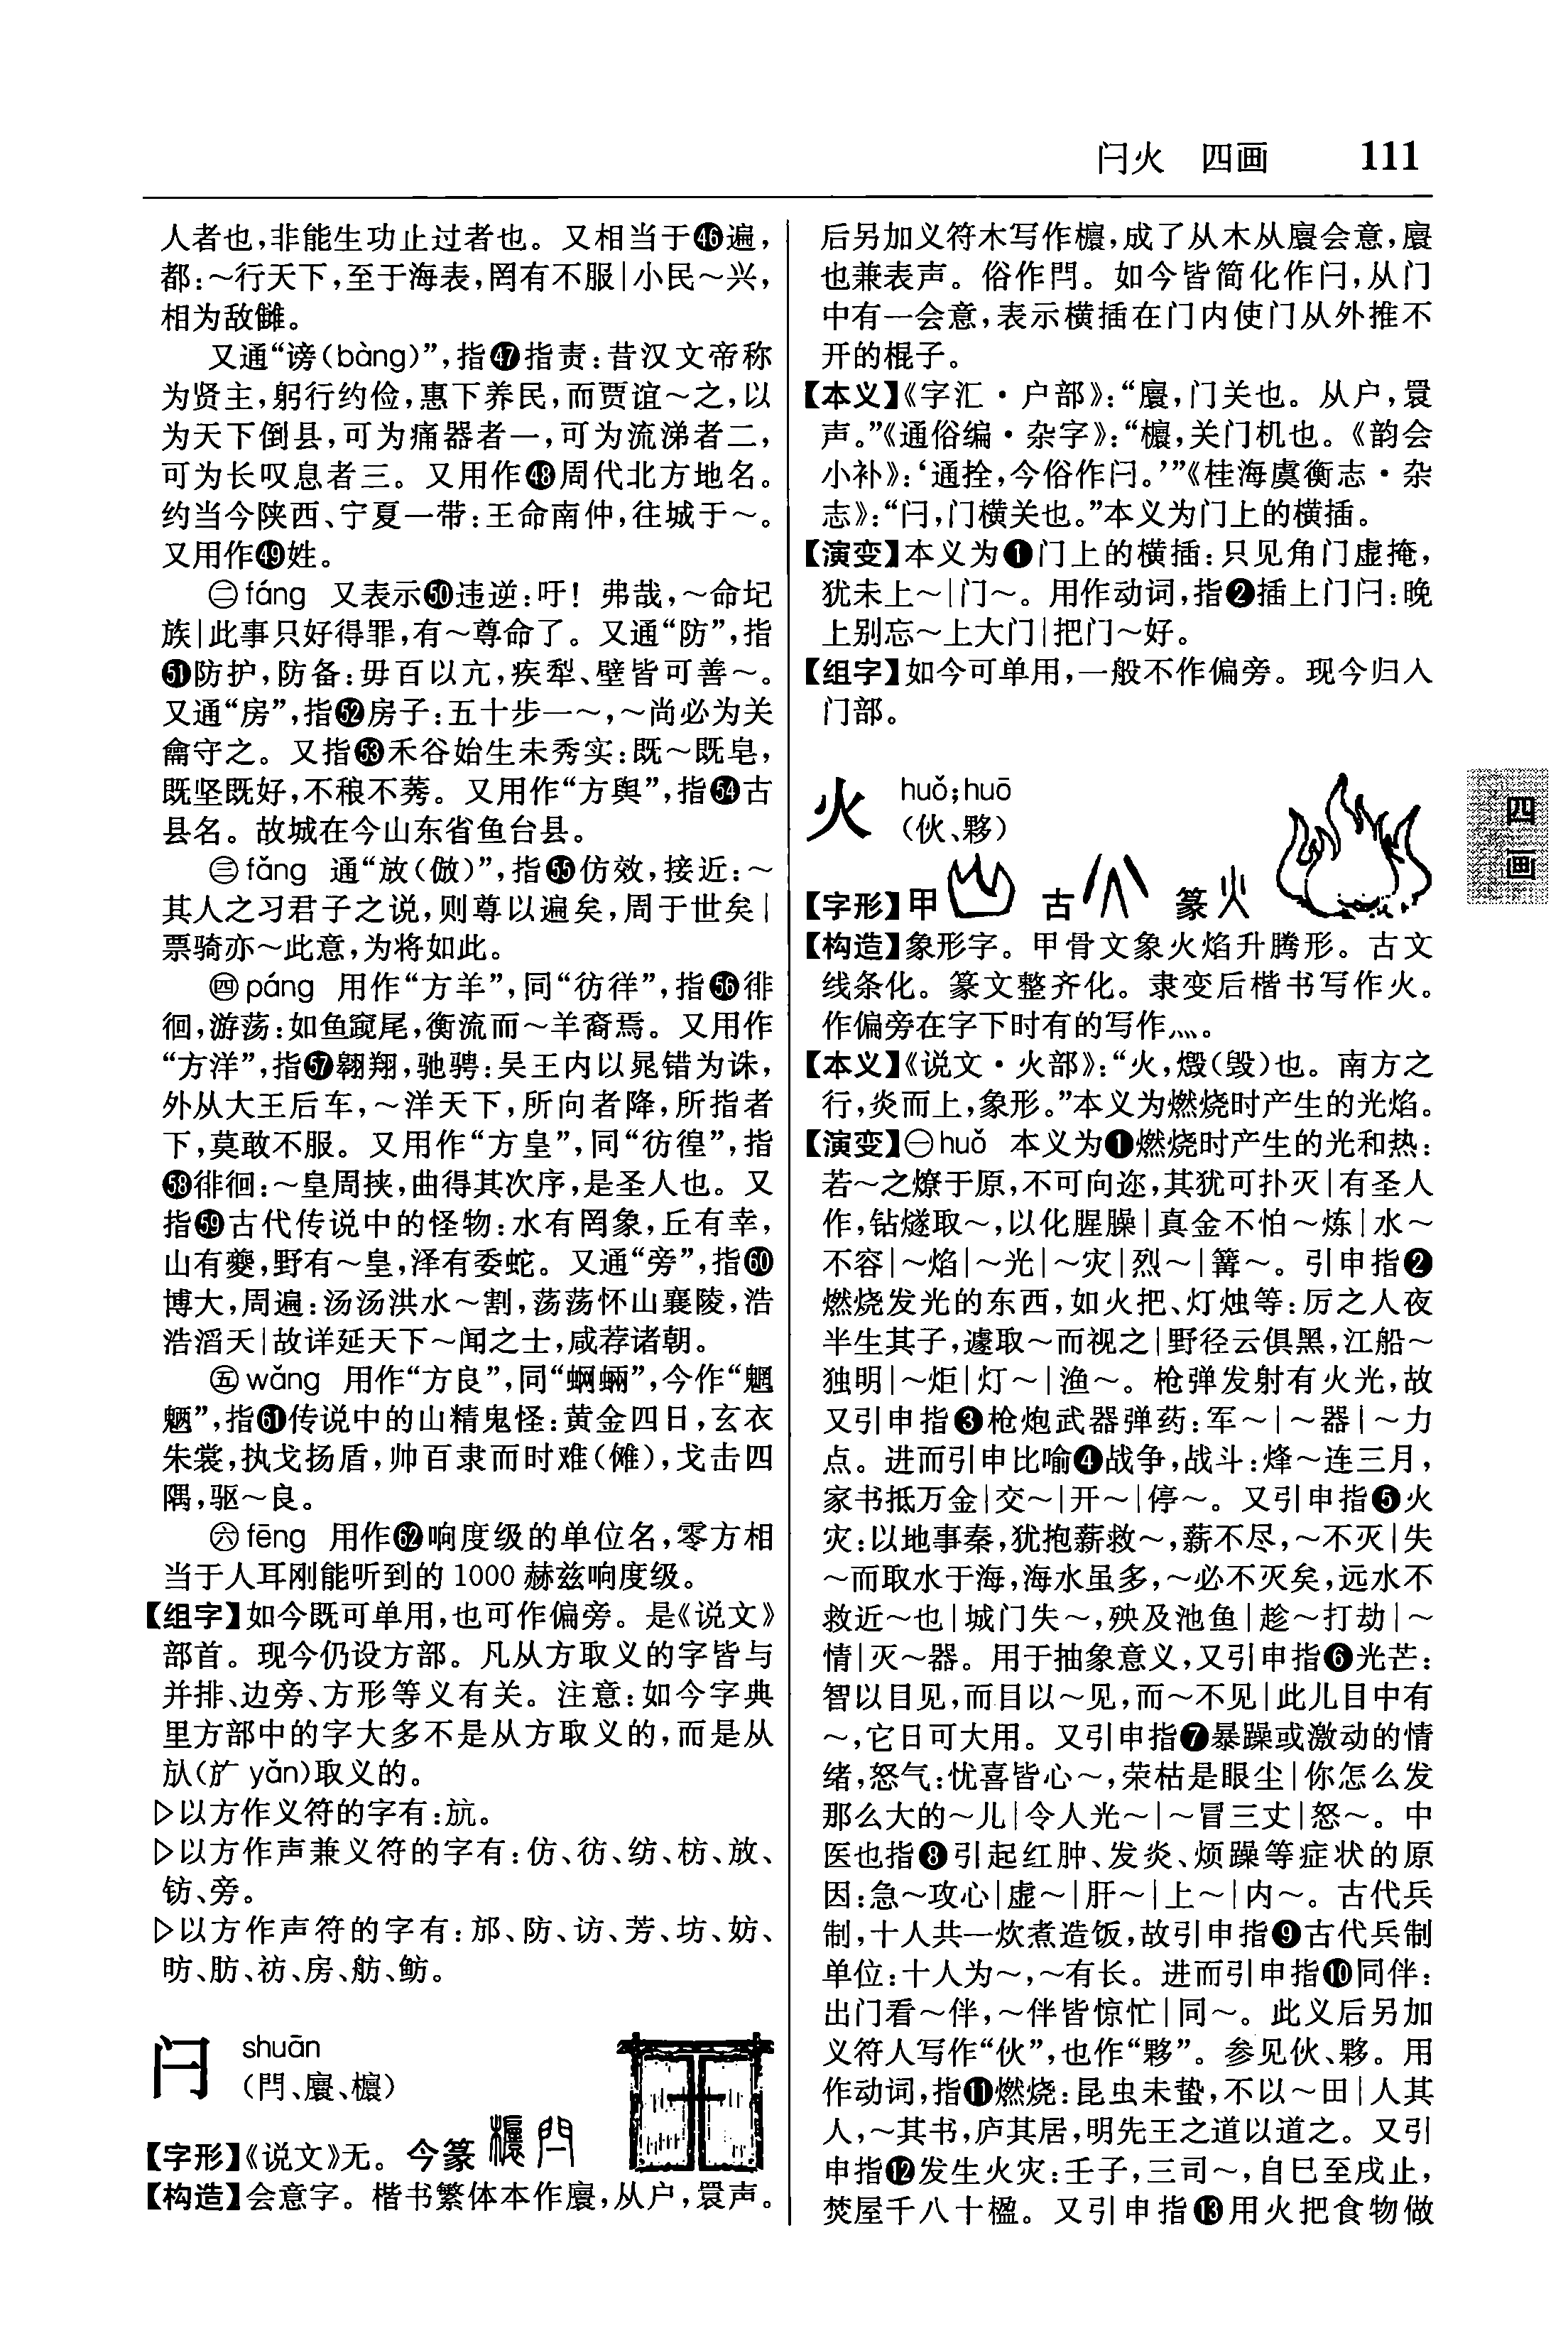 闩火 四画 111
人者也,非能生功止过者也。又相当于㊻遍,
都:～行天下,至于海表,罔有不服|小民～兴,
相为敌雠。
又通“谤(bàng)”,指㊼指责:昔汉文帝称
为贤主,躬行约俭,惠下养民,而贾谊～之,以
为天下倒县,可为痛器者一,可为流涕者二,
可为长叹息者三。又用作㊽周代北方地名。
约当今陕西、宁夏一带:王命南仲,往城于～。
又用作㊾姓。
㊁fáng 又表示㊿违逆:吁! 弗哉,～命圮
族|此事只好得罪,有～尊命了。又通“防”,指
51防护,防备:毋百以亢,疾犁、壁皆可善～。
又通“房”,指52房子:五十步一～,～尚必为关
龠守之。又指53禾谷始生未秀实:既～既皂,
既坚既好,不稂不莠。又用作“方舆”,指54古
县名。故城在今山东省鱼台县。
㊂fǎng 通“放(倣)”,指55仿效,接近:～
其人之习君子之说,则尊以遍矣,周于世矣|
票骑亦～此意,为将如此。
㊃páng 用作“方羊”,同“彷徉”,指56徘
徊,游荡:如鱼竀尾,衡流而～羊裔焉。又用作
“方洋”,指57翱翔,驰骋:吴王内以晁错为诛,
外从大王后车,～洋天下,所向者降,所指者
下,莫敢不服。又用作“方皇”,同“彷徨”,指
58徘徊:～皇周挟,曲得其次序,是圣人也。又
指59古代传说中的怪物:水有罔象,丘有峷,
山有夔,野有～皇,泽有委蛇。又通“旁”,指60
博大,周遍:汤汤洪水～割,荡荡怀山襄陵,浩
浩滔天|故详延天下～闻之士,咸荐诸朝。
㊄wǎng 用作“方良”,同“蝄蜽”,今作“魍
魉”,指61传说中的山精鬼怪:黄金四日,玄衣
朱裳,执戈扬盾,帅百隶而时难(傩),戈击四
隅,驱～良。
㊅fēng 用作62响度级的单位名,零方相
当于人耳刚能听到的 1000 赫兹响度级。
【组字】如今既可单用,也可作偏旁。是《说文》
部首。现今仍设方部。凡从方取义的字皆与
并排、边旁、方形等义有关。注意:如今字典
里方部中的字大多不是从方取义的,而是从
㫃(㫃 yǎn)取义的。
▷以方作义符的字有:斻。
▷以方作声兼义符的字有:仿、彷、纺、枋、放、
钫、旁。
▷以方作声符的字有:邡、防、访、芳、坊、妨、
昉、肪、祊、房、舫、鲂。
闩 shuān
(閂、㦥、櫦)
【字形】《说文》无。今篆
【构造】会意字。楷书繁体本作㦥,从户,睘声。
后另加义符木写作櫦,成了从木从㦥会意,㦥
也兼表声。俗作閂。如今皆简化作闩,从门
中有一会意,表示横插在门内使门从外推不
开的棍子。
【本义】《字汇·户部》:“㦥,门关也。从户,睘
声。”《通俗编·杂字》:“櫦,关门机也。《韵会
小补》:‘通拴,今俗作闩。’”《桂海虞衡志·杂
志》:“闩,门横关也。”本义为门上的横插。
【演变】本义为❶门上的横插:只见角门虚掩,
犹未上～|门～。用作动词,指❷插上门闩:晚
上别忘～上大门|把门～好。
【组字】如今可单用,一般不作偏旁。现今归入
门部。
火 huǒ;huō
(伙、夥)
【字形】甲 古 篆
【构造】象形字。甲骨文象火焰升腾形。古文
线条化。篆文整齐化。隶变后楷书写作火。
作偏旁在字下时有的写作灬。
【本义】《说文·火部》:“火,燬(毁)也。南方之
行,炎而上,象形。”本义为燃烧时产生的光焰。
【演变】㊀huǒ 本义为❶燃烧时产生的光和热:
若～之燎于原,不可向迩,其犹可扑灭|有圣人
作,钻燧取～,以化腥臊|真金不怕～炼|水～
不容|～焰|～光|～灾|烈～|篝～。引申指❷
燃烧发光的东西,如火把、灯烛等:厉之人夜
半生其子,遽取～而视之|野径云俱黑,江船～
独明|～炬|灯～|渔～。枪弹发射有火光,故
又引申指❸枪炮武器弹药:军～|～器|～力
点。进而引申比喻❹战争,战斗:烽～连三月,
家书抵万金|交～|开～|停～。又引申指❺火
灾:以地事秦,犹抱薪救～,薪不尽,～不灭|失
～而取水于海,海水虽多,～必不灭矣,远水不
救近～也|城门失～,殃及池鱼|趁～打劫|～
情|灭～器。用于抽象意义,又引申指❻光芒:
智以目见,而目以～见,而～不见|此儿目中有
～,它日可大用。又引申指❼暴躁或激动的情
绪,怒气:忧喜皆心～,荣枯是眼尘|你怎么发
那么大的～儿|令人光～|～冒三丈|怒～。中
医也指❽引起红肿、发炎、烦躁等症状的原
因:急～攻心|虚～|肝～|上～|内～。古代兵
制,十人共一炊煮造饭,故引申指❾古代兵制
单位:十人为～,～有长。进而引申指❿同伴:
出门看～伴,～伴皆惊忙|同～。此义后另加
义符人写作“伙”,也作“夥”。参见伙、夥。用
作动词,指⓫燃烧:昆虫未蛰,不以～田|人其
人,～其书,庐其居,明先王之道以道之。又引
申指⓬发生火灾:壬子,三司～,自巳至戌止,
焚屋千八十楹。又引申指⓭用火把食物做
四画